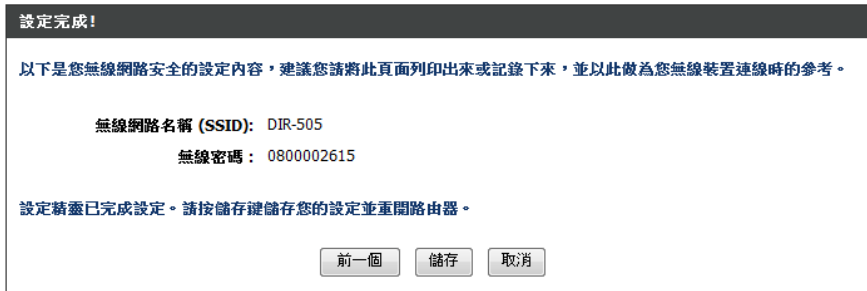 設定完成!
以下是您無線網路安全的設定內容，建議您請將此頁面列印出來或記錄下來，並以此做為您無線裝置連線時的參考。
無線網路名稱 (SSID): DIR-505
無線密碼： 0800002615
設定精靈已完成設定。請按儲存鍵儲存您的設定並重開路由器。
前一個 儲存 取消